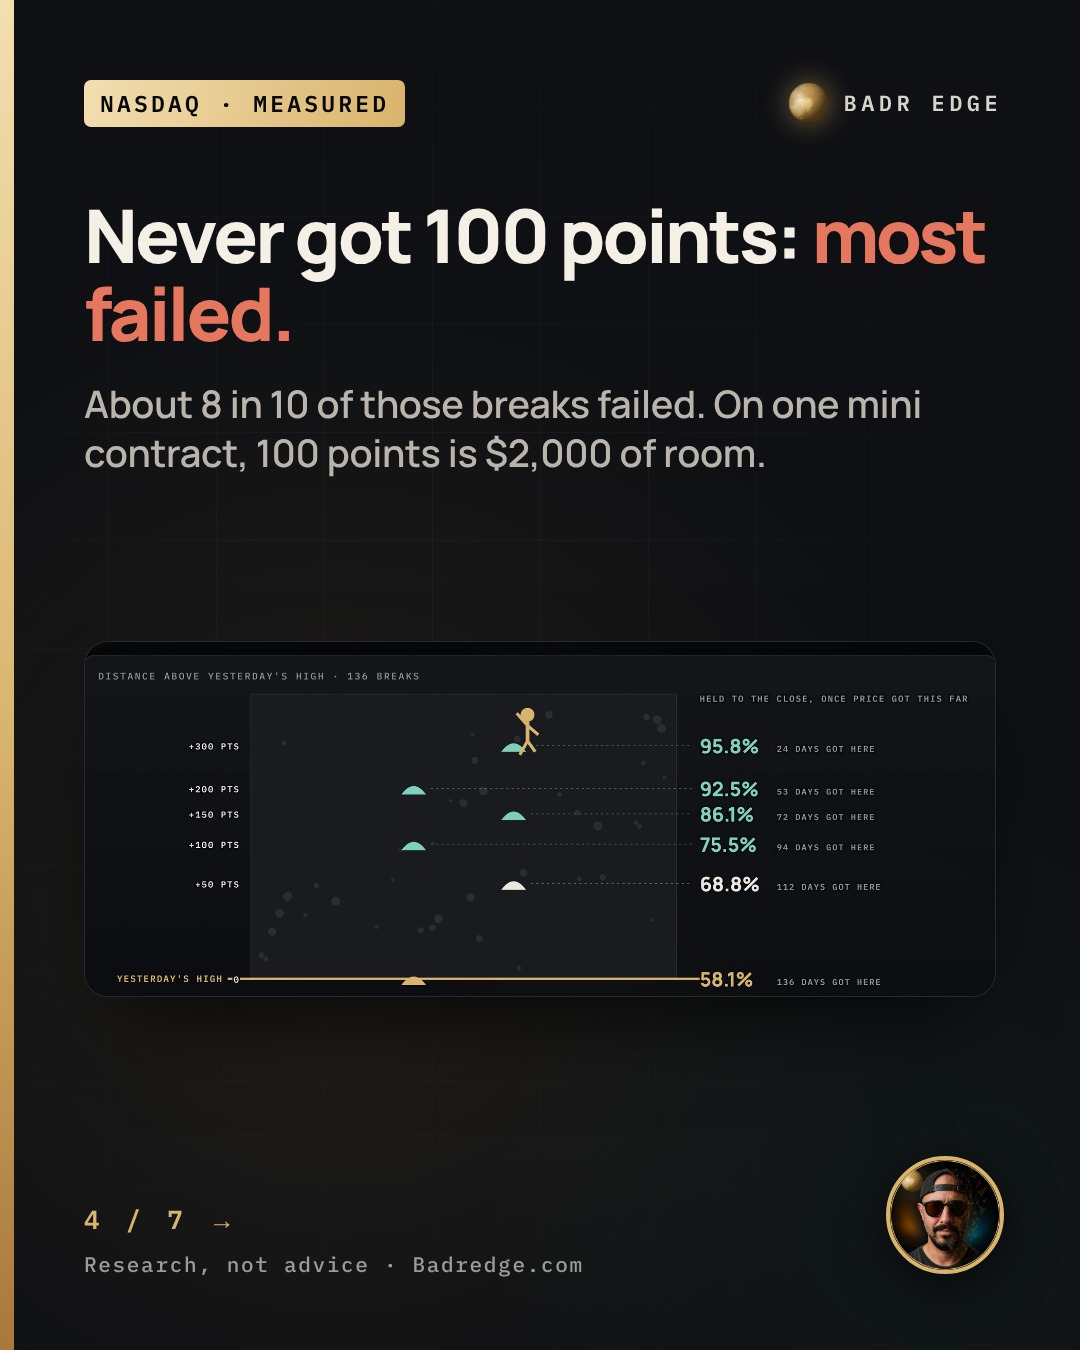 NASDAQ · MEASURED
BADR EDGE
Never got 100 points: most
failed.
About 8 in 10 of those breaks failed. On one mini
contract, 100 points is $2,000 of room.
DISTANCE ABOVE YESTERDAY'S HIGH · 136 BREAKS
HELD TO THE CLOSE, ONCE PRICE GOT THIS FAR
+300 PTS 95.8% 24 DAYS GOT HERE
+200 PTS 92.5% 53 DAYS GOT HERE
+150 PTS 86.1% 72 DAYS GOT HERE
+100 PTS 75.5% 94 DAYS GOT HERE
+50 PTS 68.8% 112 DAYS GOT HERE
YESTERDAY'S HIGH 0 58.1% 136 DAYS GOT HERE
4 / 7 →
Research, not advice · Badredge.com